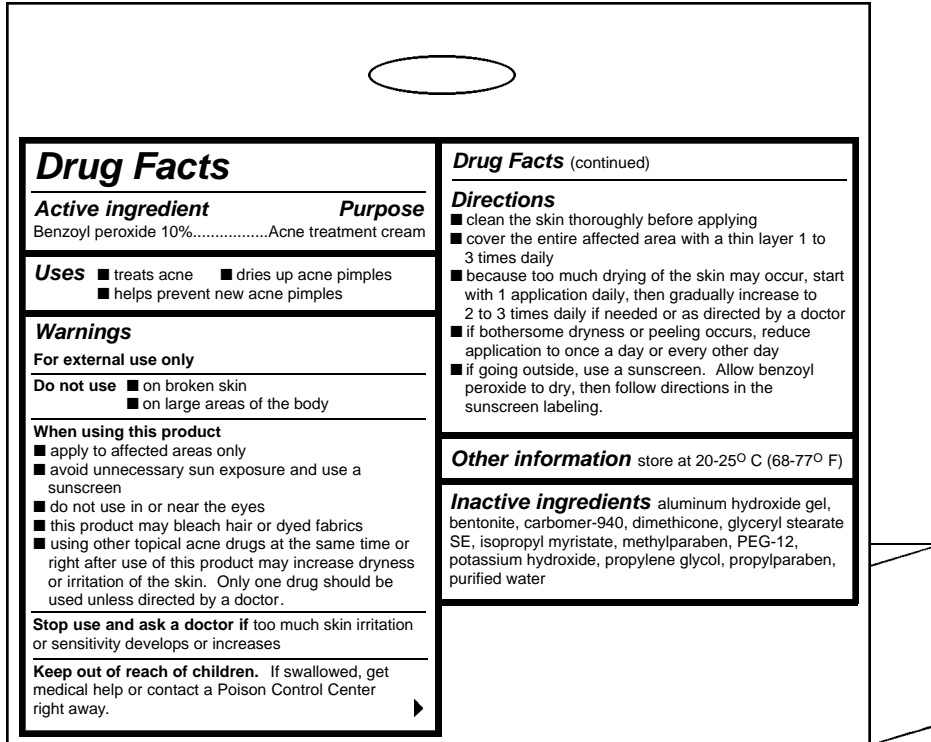 Drug Facts
Active ingredient Purpose
Benzoyl peroxide 10%.................Acne treatment cream
Uses ■ treats acne ■ dries up acne pimples
■ helps prevent new acne pimples
Warnings
For external use only
Do not use ■ on broken skin
■ on large areas of the body
When using this product
■ apply to affected areas only
■ avoid unnecessary sun exposure and use a
sunscreen
■ do not use in or near the eyes
■ this product may bleach hair or dyed fabrics
■ using other topical acne drugs at the same time or
right after use of this product may increase dryness
or irritation of the skin. Only one drug should be
used unless directed by a doctor.
Stop use and ask a doctor if too much skin irritation
or sensitivity develops or increases
Keep out of reach of children. If swallowed, get
medical help or contact a Poison Control Center
right away.
Drug Facts (continued)
Directions
■ clean the skin thoroughly before applying
■ cover the entire affected area with a thin layer 1 to
3 times daily
■ because too much drying of the skin may occur, start
with 1 application daily, then gradually increase to
2 to 3 times daily if needed or as directed by a doctor
■ if bothersome dryness or peeling occurs, reduce
application to once a day or every other day
■ if going outside, use a sunscreen. Allow benzoyl
peroxide to dry, then follow directions in the
sunscreen labeling.
Other information store at 20-25O C (68-77O F)
Inactive ingredients aluminum hydroxide gel,
bentonite, carbomer-940, dimethicone, glyceryl stearate
SE, isopropyl myristate, methylparaben, PEG-12,
potassium hydroxide, propylene glycol, propylparaben,
purified water